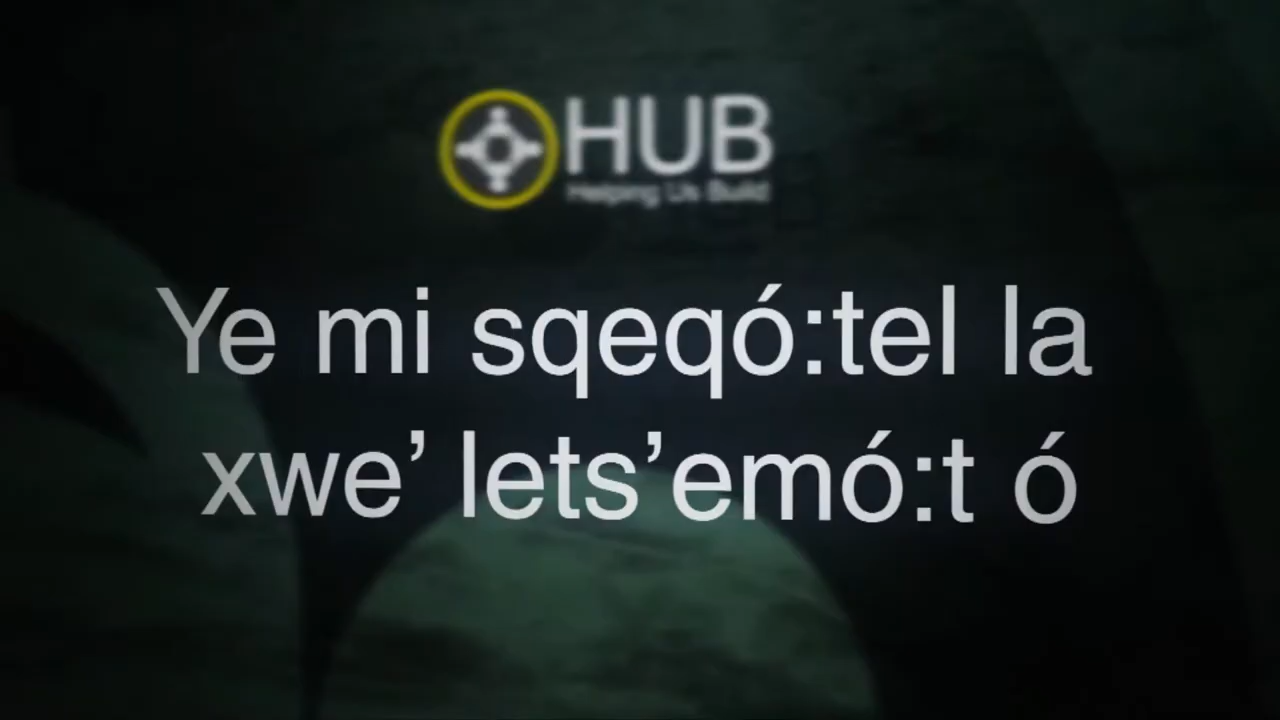 HUB
Helping Us Build
Ye mi sqeqó:tel la
xwe’ lets’emó:t ó